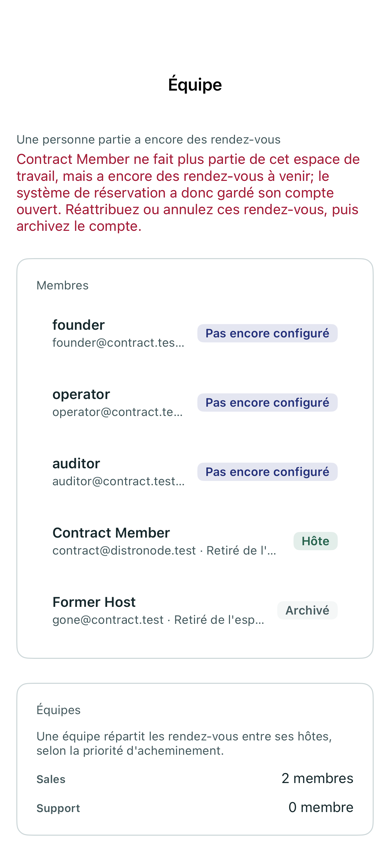 Équipe
Une personne partie a encore des rendez-vous
Contract Member ne fait plus partie de cet espace de
travail, mais a encore des rendez-vous à venir; le
système de réservation a donc gardé son compte
ouvert. Réattribuez ou annulez ces rendez-vous, puis
archivez le compte.
Membres
founder
founder@contract.tes...
Pas encore configuré
operator
operator@contract.te...
Pas encore configuré
auditor
auditor@contract.test...
Pas encore configuré
Contract Member
contract@distronode.test · Retiré de l'...
Hôte
Former Host
gone@contract.test · Retiré de l'esp...
Archivé
Équipes
Une équipe répartit les rendez-vous entre ses hôtes,
selon la priorité d'acheminement.
Sales 2 membres
Support 0 membre